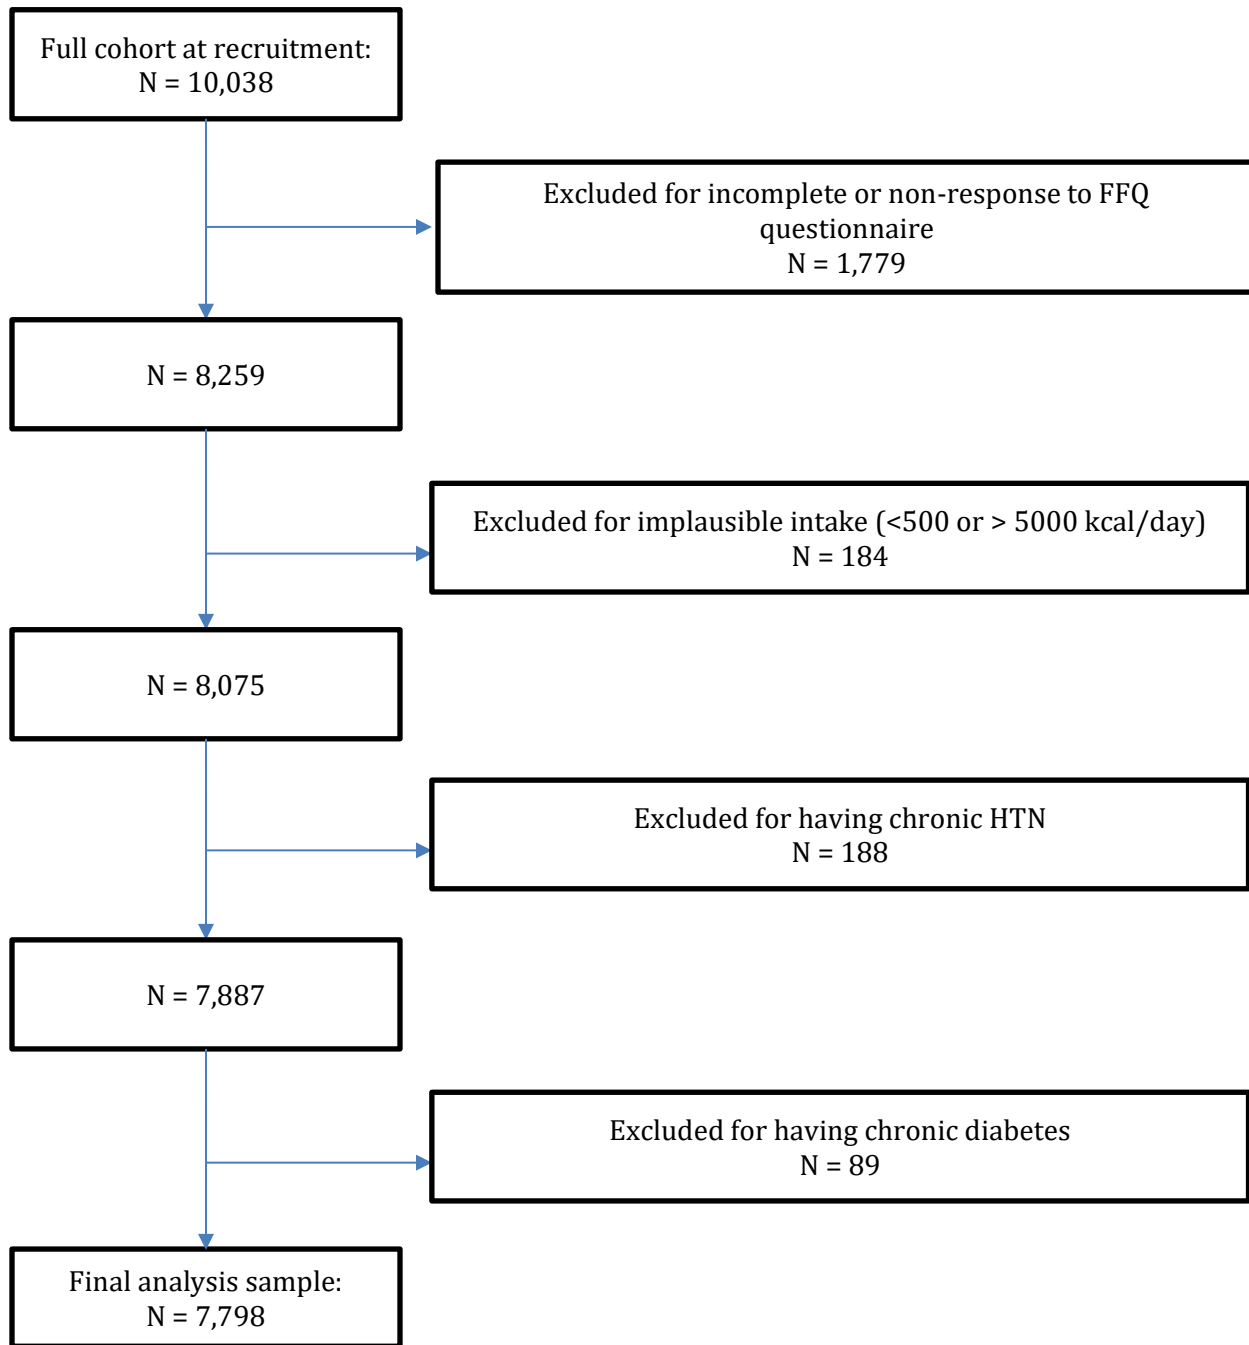 Full cohort at recruitment:
N = 10,038
Excluded for incomplete or non-response to FFQ
questionnaire
N = 1,779
N = 8,259
Excluded for implausible intake (<500 or > 5000 kcal/day)
N = 184
N = 8,075
Excluded for having chronic HTN
N = 188
N = 7,887
Excluded for having chronic diabetes
N = 89
Final analysis sample:
N = 7,798